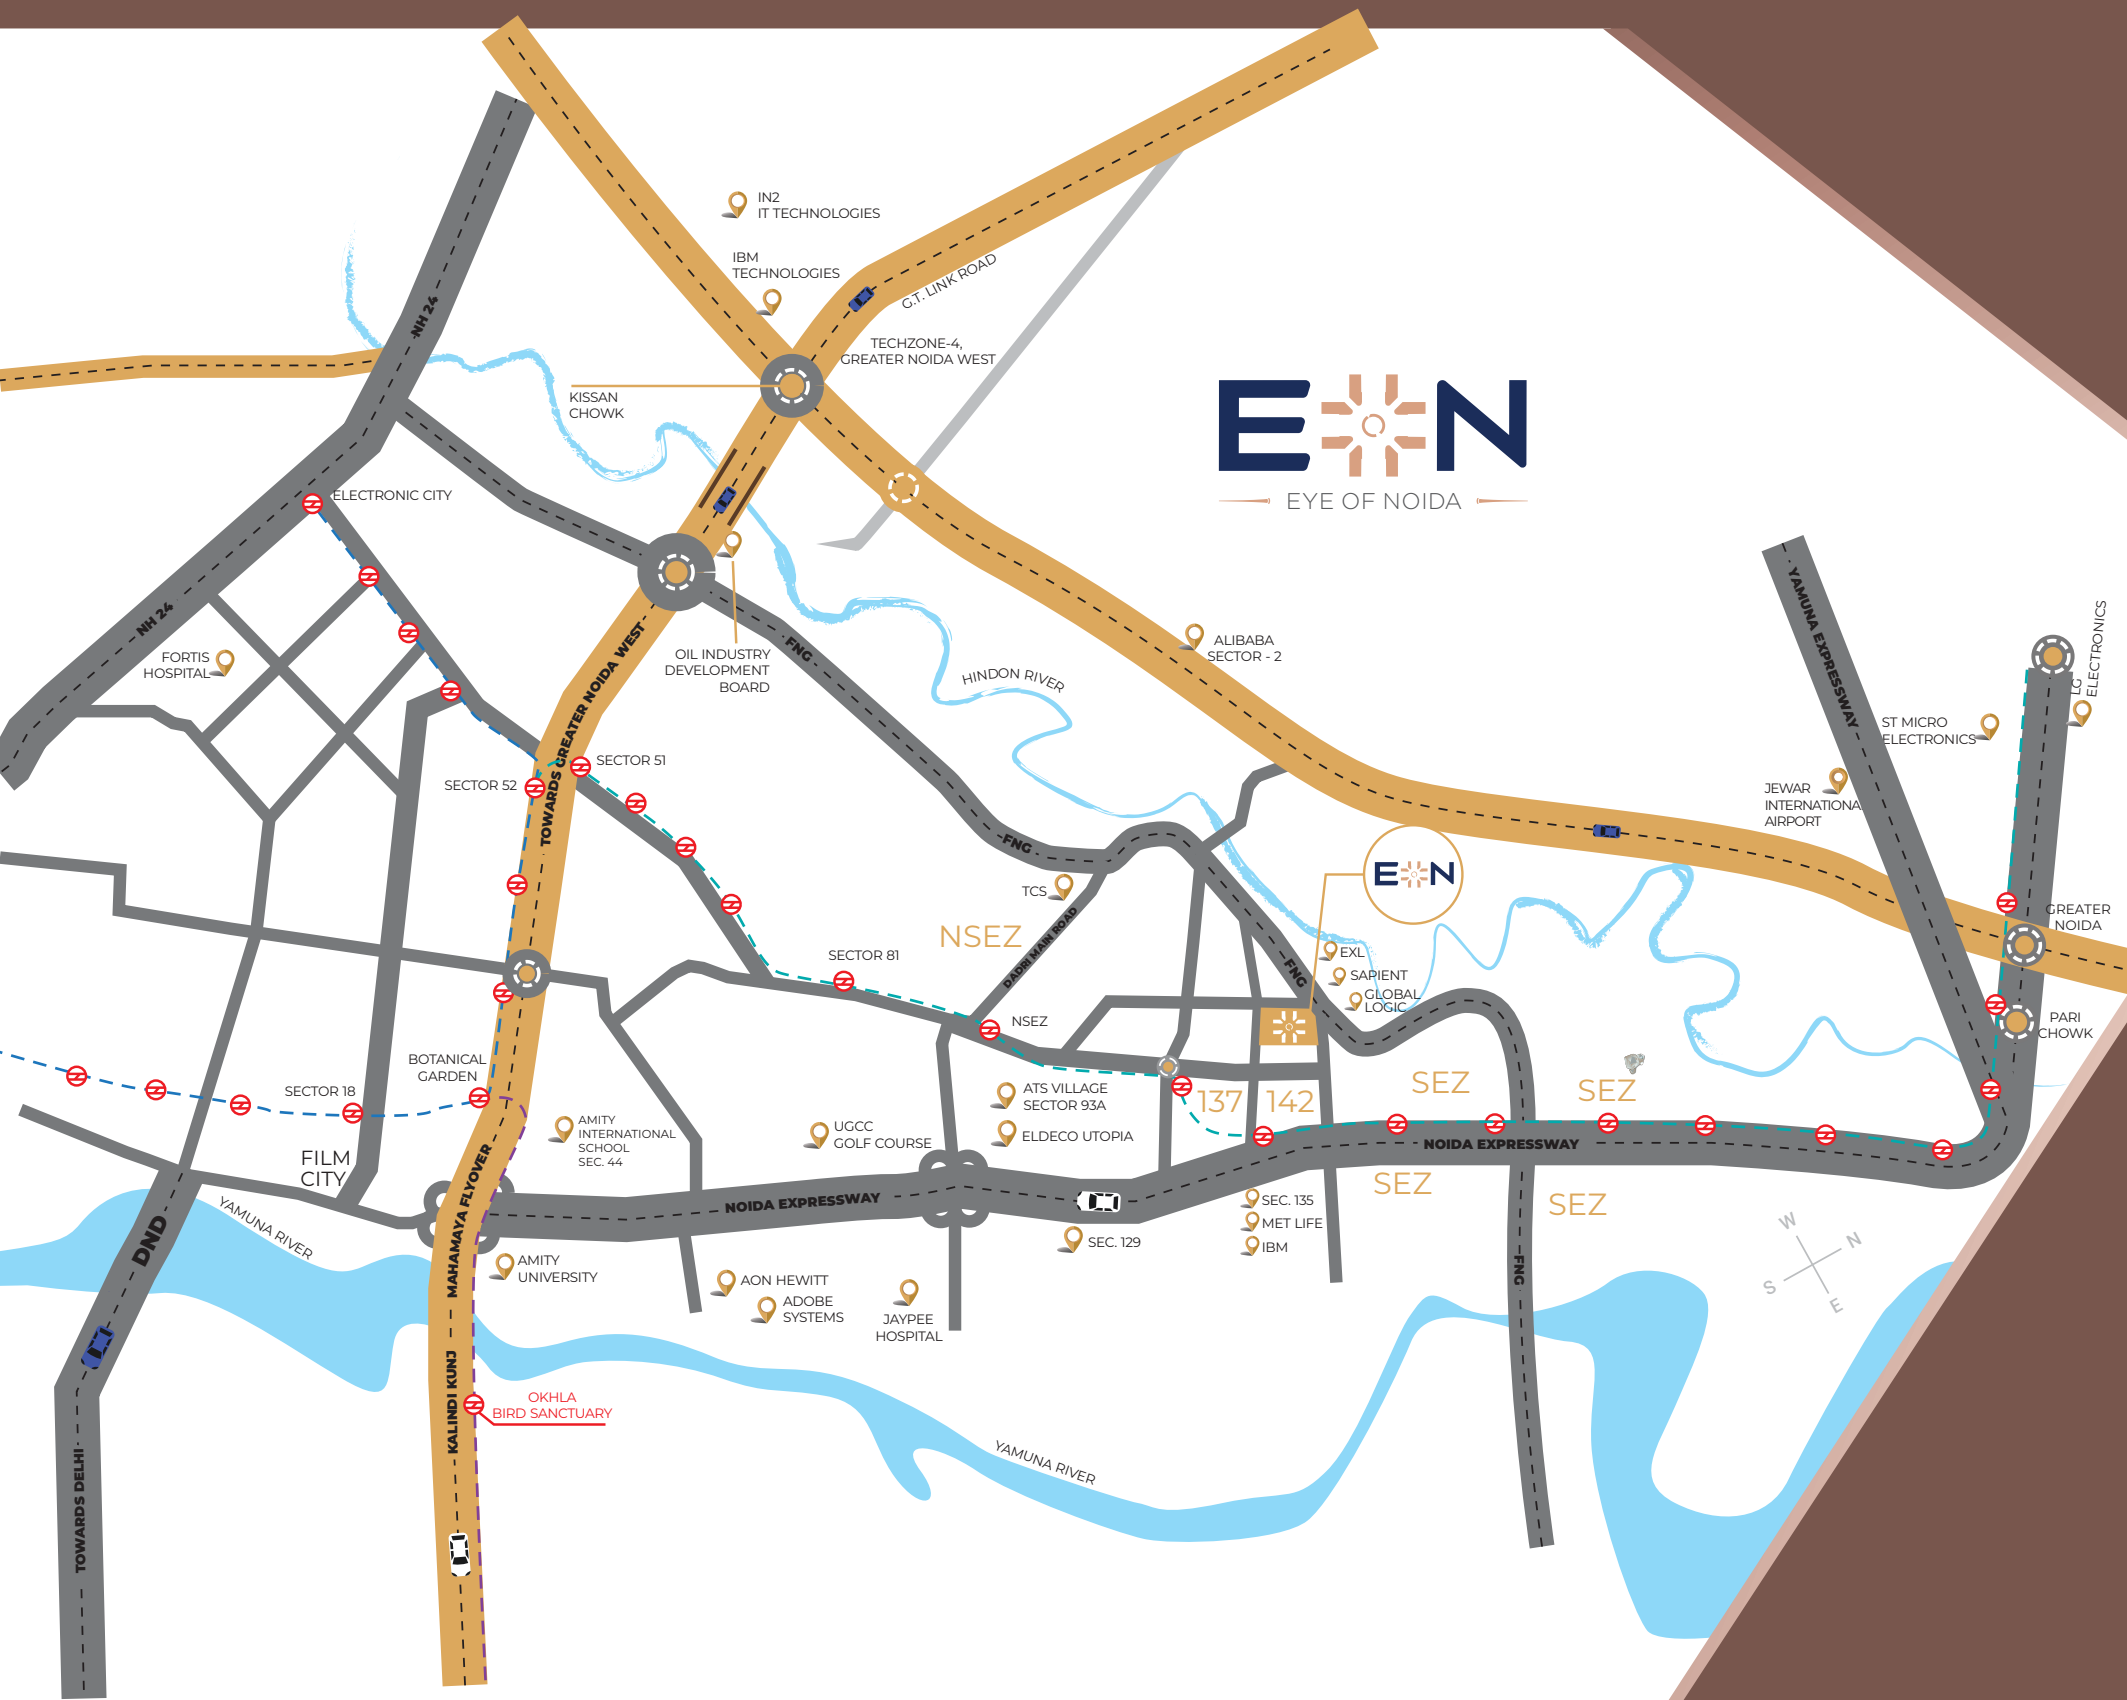 IN2
IT TECHNOLOGIES
IBM
TECHNOLOGIES
G.T. LINK ROAD
NH 24
TECHZONE-4,
GREATER NOIDA WEST
KISSAN
CHOWK
EON
EYE OF NOIDA
ELECTRONIC CITY
NH 24
FORTIS
HOSPITAL
OIL INDUSTRY
DEVELOPMENT
BOARD
FNG
TOWARDS GREATER NOIDA WEST
HINDON RIVER
ALIBABA
SECTOR - 2
YAMUNA EXPRESSWAY
LG
ELECTRONICS
ST MICRO
ELECTRONICS
JEWAR
INTERNATIONA
AIRPORT
SECTOR 51
SECTOR 52
FNG
TCS
NSEZ
DADRI MAIN ROAD
EON
GREATER
NOIDA
EXL
SAPIENT
GLOBAL
LOGIC
FNG
SECTOR 81
NSEZ
PARI
CHOWK
BOTANICAL
GARDEN
SECTOR 18
ATS VILLAGE
SECTOR 93A
ELDECO UTOPIA
137
142
SEZ
SEZ
AMITY
INTERNATIONAL
SCHOOL
SEC. 44
UGCC
GOLF COURSE
FILM
CITY
NOIDA EXPRESSWAY
SEZ
SEZ
YAMUNA RIVER
DND
MAHAMAYA FLYOVER
NOIDA EXPRESSWAY
SEC. 135
MET LIFE
IBM
SEC. 129
W
N
S
E
FNG
AMITY
UNIVERSITY
AON HEWITT
ADOBE
SYSTEMS
JAYPEE
HOSPITAL
KALINDI KUNJ
OKHLA
BIRD SANCTUARY
YAMUNA RIVER
TOWARDS DELHI